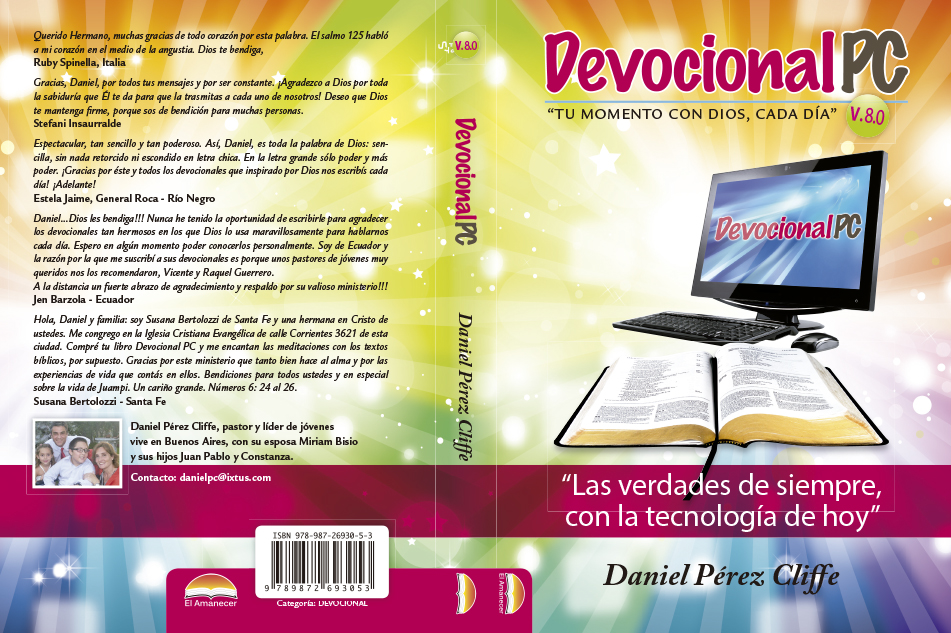 Querido Hermano, muchas gracias de todo corazón por esta palabra. El salmo 125 habló
a mi corazón en el medio de la angustia. Dios te bendiga,
Ruby Spinella, Italia
Gracias, Daniel, por todos tus mensajes y por ser constante. ¡Agradezco a Dios por toda
la sabiduría que Él te da para que la trasmitas a cada uno de nosotros! Deseo que Dios
te mantenga firme, porque sos de bendición para muchas personas.
Stefani Insaurralde
Espectacular, tan sencillo y tan poderoso. Así, Daniel, es toda la palabra de Dios: sen-
cilla, sin nada retorcido ni escondido en letra chica. En la letra grande sólo poder y más
poder. ¡Gracias por éste y todos los devocionales que inspirado por Dios nos escribís cada
día! ¡Adelante!
Estela Jaime, General Roca - Río Negro
Daniel...Dios les bendiga!!! Nunca he tenido la oportunidad de escribirle para agradecer
los devocionales tan hermosos en los que Dios lo usa maravillosamente para hablarnos
cada día. Espero en algún momento poder conocerlos personalmente. Soy de Ecuador y
la razón por la que me suscribí a sus devocionales es porque unos pastores de jóvenes muy
queridos nos los recomendaron, Vicente y Raquel Guerrero.
A la distancia un fuerte abrazo de agradecimiento y respaldo por su valioso ministerio!!!
Jen Barzola - Ecuador
Hola, Daniel y familia: soy Susana Bertolozzi de Santa Fe y una hermana en Cristo de
ustedes. Me congrego en la Iglesia Cristiana Evangélica de calle Corrientes 3621 de esta
ciudad. Compré tu libro Devocional PC y me encantan las meditaciones con los textos
bíblicos, por supuesto. Gracias por este ministerio que tanto bien hace al alma y por las
experiencias de vida que contás en ellos. Bendiciones para todos ustedes y en especial
sobre la vida de Juampi. Un cariño grande. Números 6: 24 al 26.
Susana Bertolozzi - Santa Fe
Daniel Pérez Cliffe, pastor y líder de jóvenes
vive en Buenos Aires, con su esposa Miriam Bisio
y sus hijos Juan Pablo y Constanza.
Contacto: danielpc@ixtus.com
ISBN 978-987-26930-5-3
9 789872 693053
Categoría: DEVOCIONAL
El Amanecer
V.8.0
DevocionalPC
Daniel Pérez Cliffe
El Amanecer
DevocionalPC
"TU MOMENTO CON DIOS, CADA DÍA"
V.8.0
DevocionalPC
“Las verdades de siempre,
con la tecnología de hoy”
Daniel Pérez Cliffe